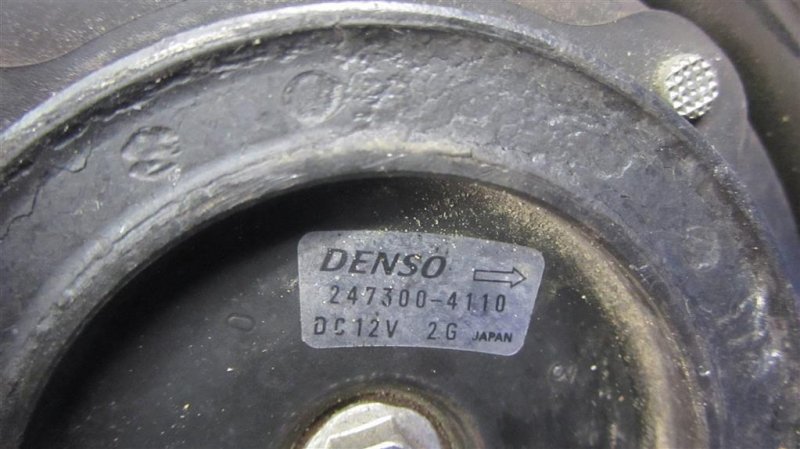 DENSO
247300-4110
DC12V 2G JAPAN